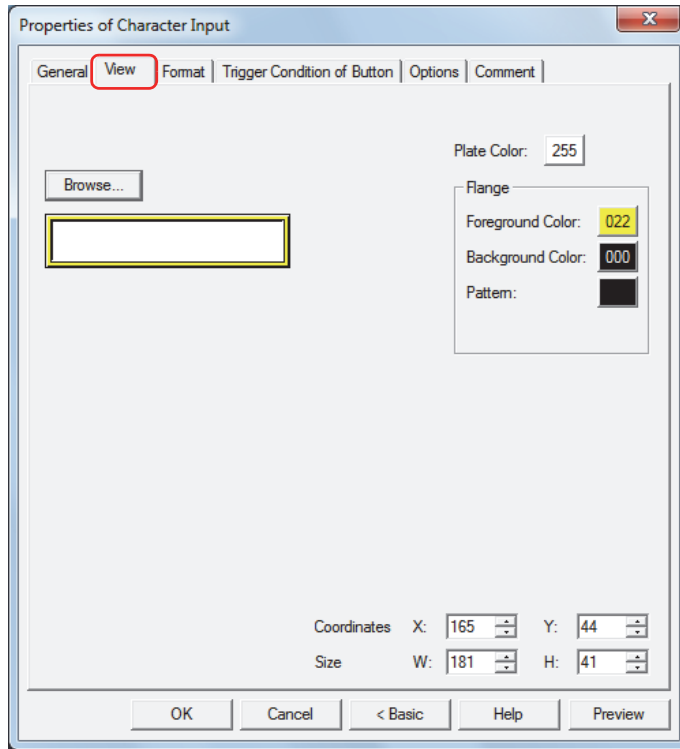 Properties of Character Input
General View Format Trigger Condition of Button Options Comment
Plate Color: 255
Browse...
Flange
Foreground Color: 022
Background Color: 000
Pattern:
Coordinates X: 165 Y: 44
Size W: 181 H: 41
OK Cancel < Basic Help Preview